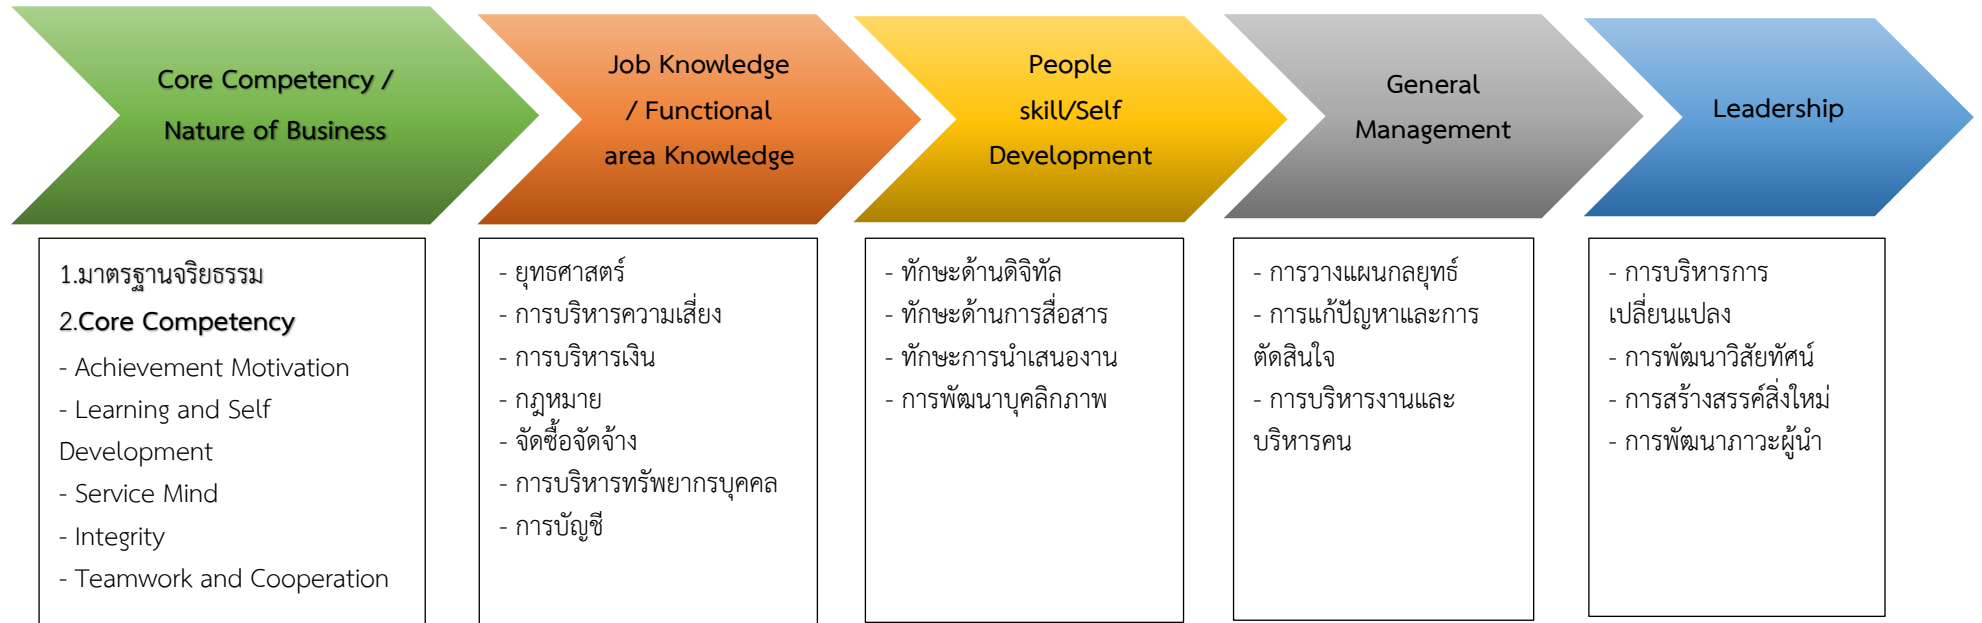 Core Competency /
Nature of Business
Job Knowledge
/ Functional
area Knowledge
People
skill/Self
Development
General
Management
Leadership
1.มาตรฐานจริยธรรม
2.Core Competency
- Achievement Motivation
- Learning and Self
Development
- Service Mind
- Integrity
- Teamwork and Cooperation
- ยุทธศาสตร์
- การบริหารความเสี่ยง
- การบริหารเงิน
- กฎหมาย
- จัดซื้อจัดจ้าง
- การบริหารทรัพยากรบุคคล
- การบัญชี
- ทักษะด้านดิจิทัล
- ทักษะด้านการสื่อสาร
- ทักษะการนำเสนองาน
- การพัฒนาบุคลิกภาพ
- การวางแผนกลยุทธ์
- การแก้ปัญหาและการ
ตัดสินใจ
- การบริหารงานและ
บริหารคน
- การบริหารการ
เปลี่ยนแปลง
- การพัฒนาวิสัยทัศน์
- การสร้างสรรค์สิ่งใหม่
- การพัฒนาภาวะผู้นำ